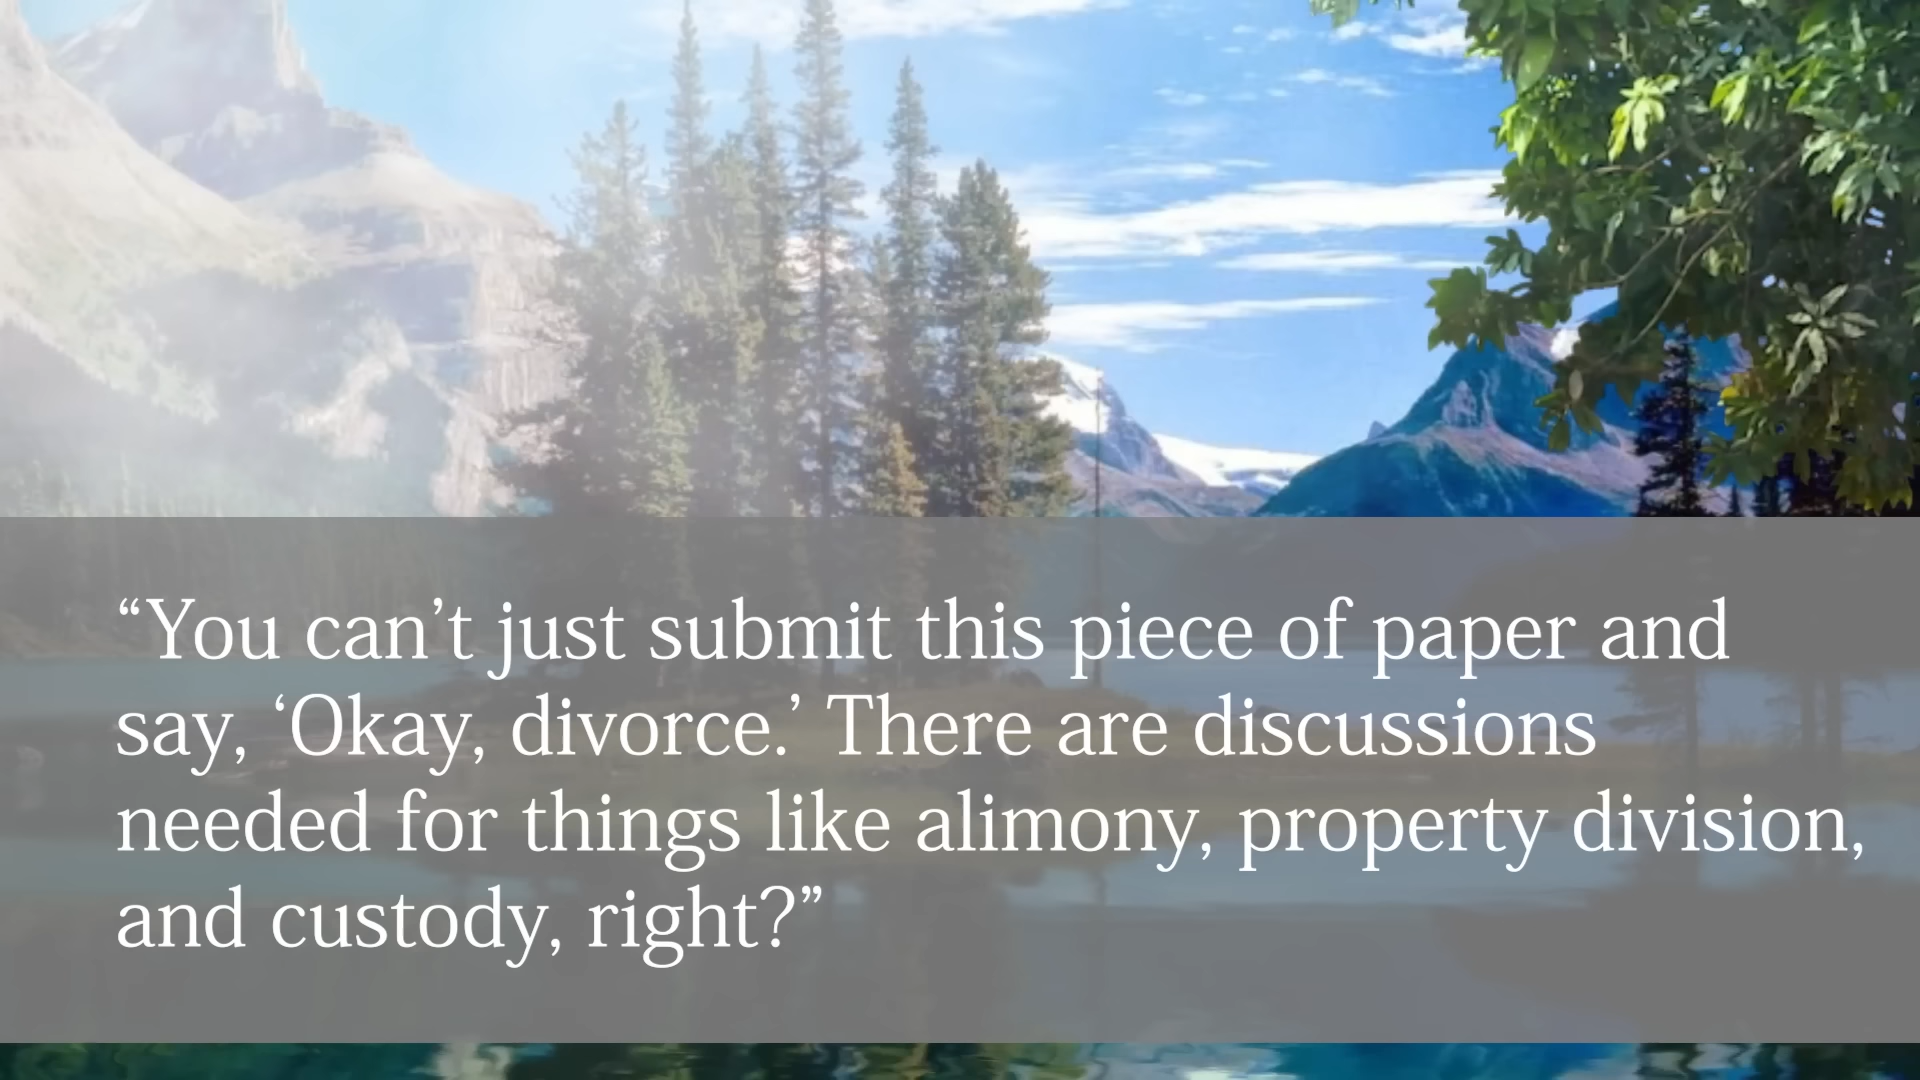 “You can’t just submit this piece of paper and
say, ‘Okay, divorce.’ There are discussions
needed for things like alimony, property division,
and custody, right?”